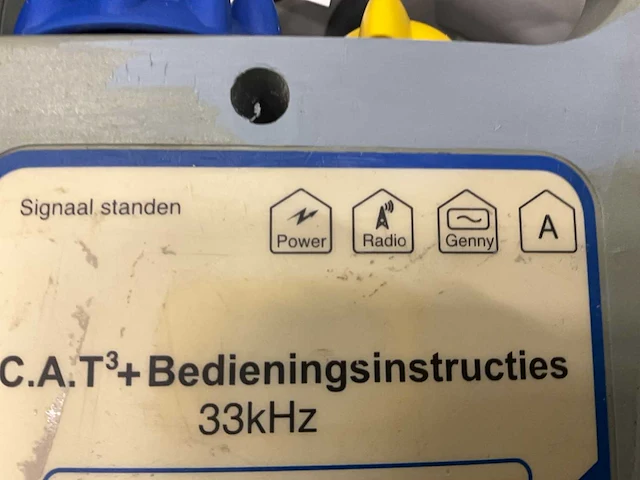 Signaal standen
Power
Radio
Genny
A
C.A.T³+ Bedieningsinstructies
33kHz